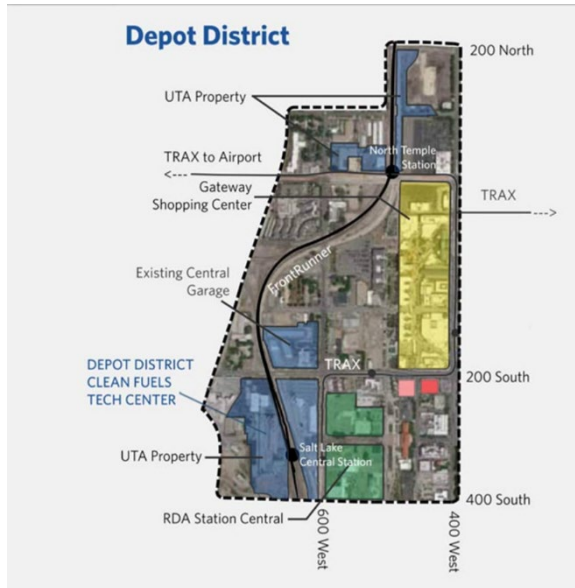 Depot District
200 North
UTA Property
North Temple
Station
TRAX to Airport
Gateway
Shopping Center
TRAX
FrontRunner
Existing Central
Garage
TRAX
DEPOT DISTRICT
CLEAN FUELS
TECH CENTER
200 South
Salt Lake
Central Station
UTA Property
400 South
RDA Station Central
600 West
400 West